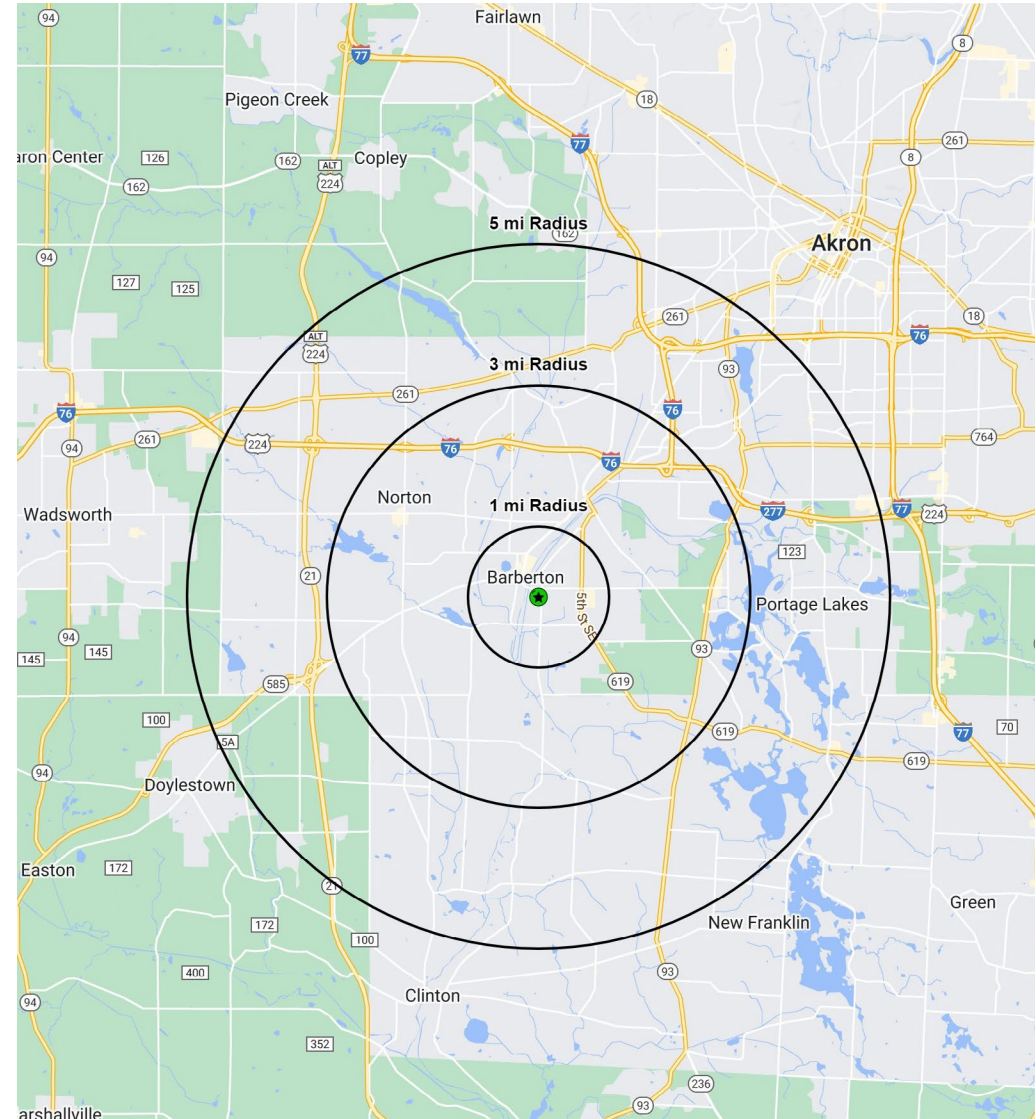 94
Fairlawn
8
77
Pigeon Creek
18
77
261
aron Center
126
162
ALT
224
Copley
8
162
5 mi Radius
162
Akron
94
127
125
261
18
ALT
224
76
3 mi Radius
93
261
76
76
94
261
224
76
76
764
Norton
1 mi Radius
277
77
224
Wadsworth
123
21
Barberton
5th St SE
Portage Lakes
94
145
145
93
585
619
100
5A
619
70
77
94
619
Doylestown
Easton
172
21
Green
172
100
New Franklin
400
93
94
Clinton
352
236
93
arshallville